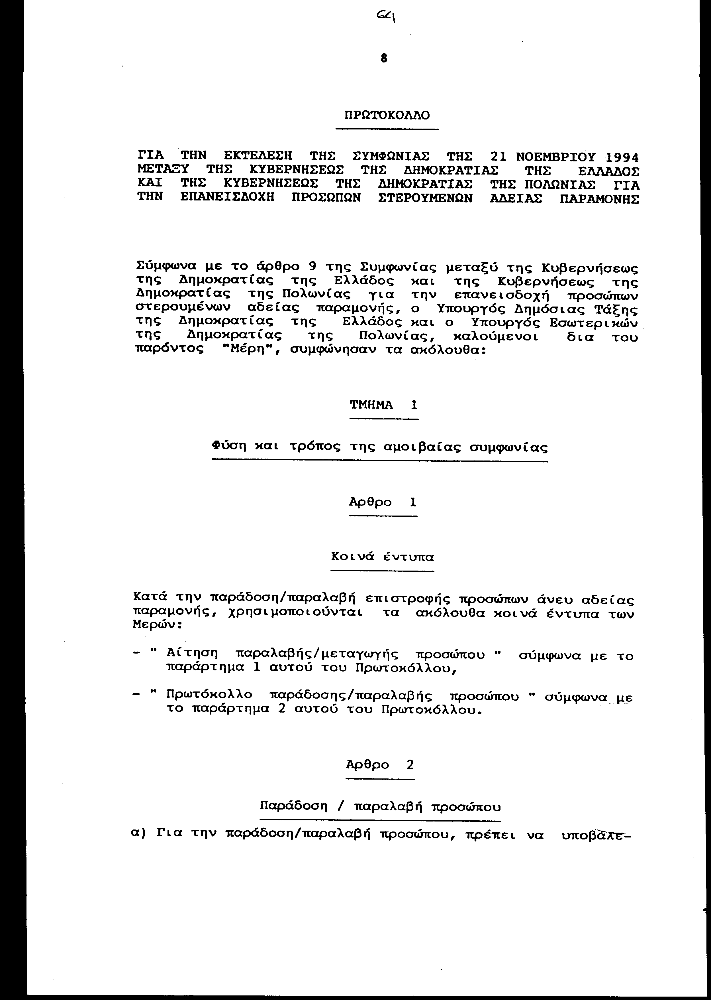 64
8
ΠΡΩΤΟΚΟΛΛΟ
ΓΙΑ ΤΗΝ ΕΚΤΕΛΕΣΗ ΤΗΣ ΣΥΜΦΩΝΙΑΣ ΤΗΣ 21 ΝΟΕΜΒΡΙΟΥ 1994
ΜΕΤΑΞΥ ΤΗΣ ΚΥΒΕΡΝΗΣΕΩΣ ΤΗΣ ΔΗΜΟΚΡΑΤΙΑΣ ΤΗΣ ΕΛΛΑΔΟΣ
ΚΑΙ ΤΗΣ ΚΥΒΕΡΝΗΣΕΩΣ ΤΗΣ ΔΗΜΟΚΡΑΤΙΑΣ ΤΗΣ ΠΟΛΩΝΙΑΣ ΓΙΑ
ΤΗΝ ΕΠΑΝΕΙΣΔΟΧΗ ΠΡΟΣΩΠΩΝ ΣΤΕΡΟΥΜΕΝΩΝ ΑΔΕΙΑΣ ΠΑΡΑΜΟΝΗΣ
Σύμφωνα με το άρθρο 9 της Συμφωνίας μεταξύ της Κυβερνήσεως
της Δημοκρατίας της Ελλάδος και της Κυβερνήσεως της
Δημοκρατίας της Πολωνίας για την επανεισδοχή προσώπων
στερουμένων αδείας παραμονής, ο Υπουργός Δημόσιας Τάξης
της Δημοκρατίας της Ελλάδος και ο Υπουργός Εσωτερικών
της Δημοκρατίας της Πολωνίας, καλούμενοι δια του
παρόντος "Μέρη", συμφώνησαν τα ακόλουθα:
ΤΜΗΜΑ 1
Φύση και τρόπος της αμοιβαίας συμφωνίας
Αρθρο 1
Κοινά έντυπα
Κατά την παράδοση/παραλαβή επιστροφής προσώπων άνευ αδείας
παραμονής, χρησιμοποιούνται τα ακόλουθα κοινά έντυπα των
Μερών:
- " Αίτηση παραλαβής/μεταγωγής προσώπου " σύμφωνα με το
παράρτημα 1 αυτού του Πρωτοκόλλου,
- " Πρωτόκολλο παράδοσης/παραλαβής προσώπου " σύμφωνα με
το παράρτημα 2 αυτού του Πρωτοκόλλου.
Αρθρο 2
Παράδοση / παραλαβή προσώπου
α) Για την παράδοση/παραλαβή προσώπου, πρέπει να υποβάλε-